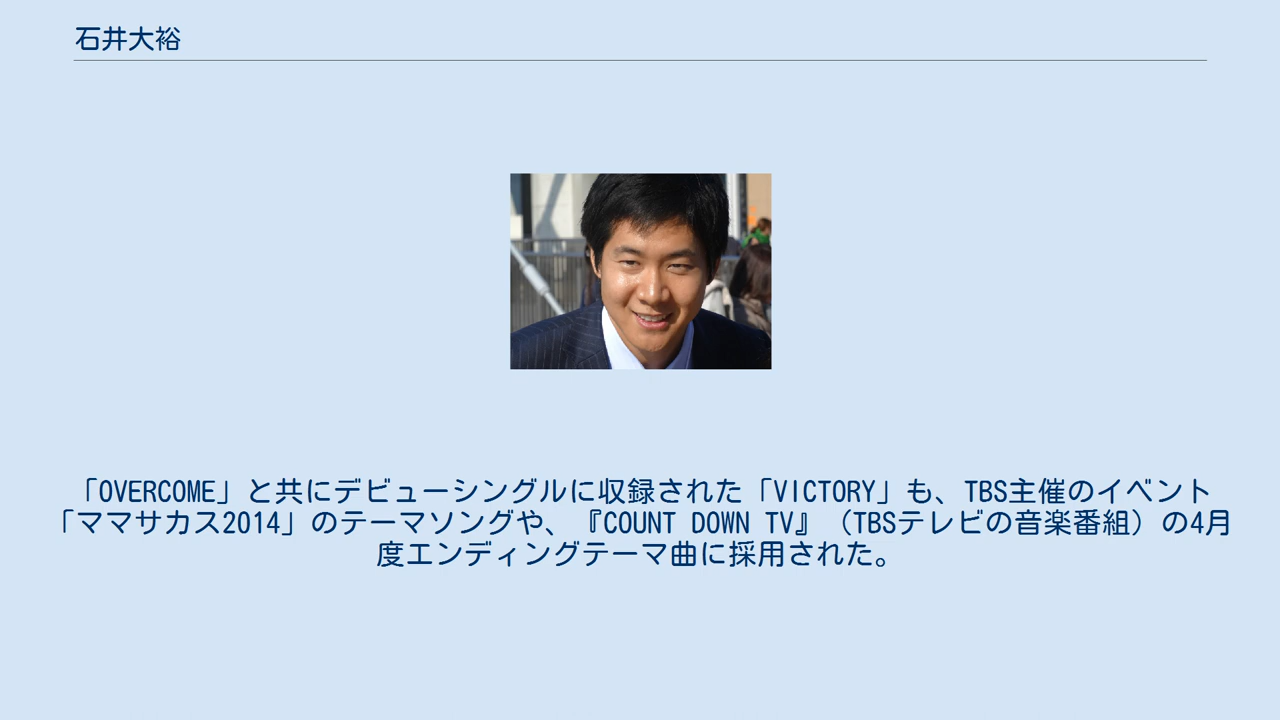 石井大裕
「OVERCOME」と共にデビューシングルに収録された「VICTORY」も、TBS主催のイベント
「ママサカス2014」のテーマソングや、『COUNT DOWN TV』（TBSテレビの音楽番組）の4月
度エンディングテーマ曲に採用された。